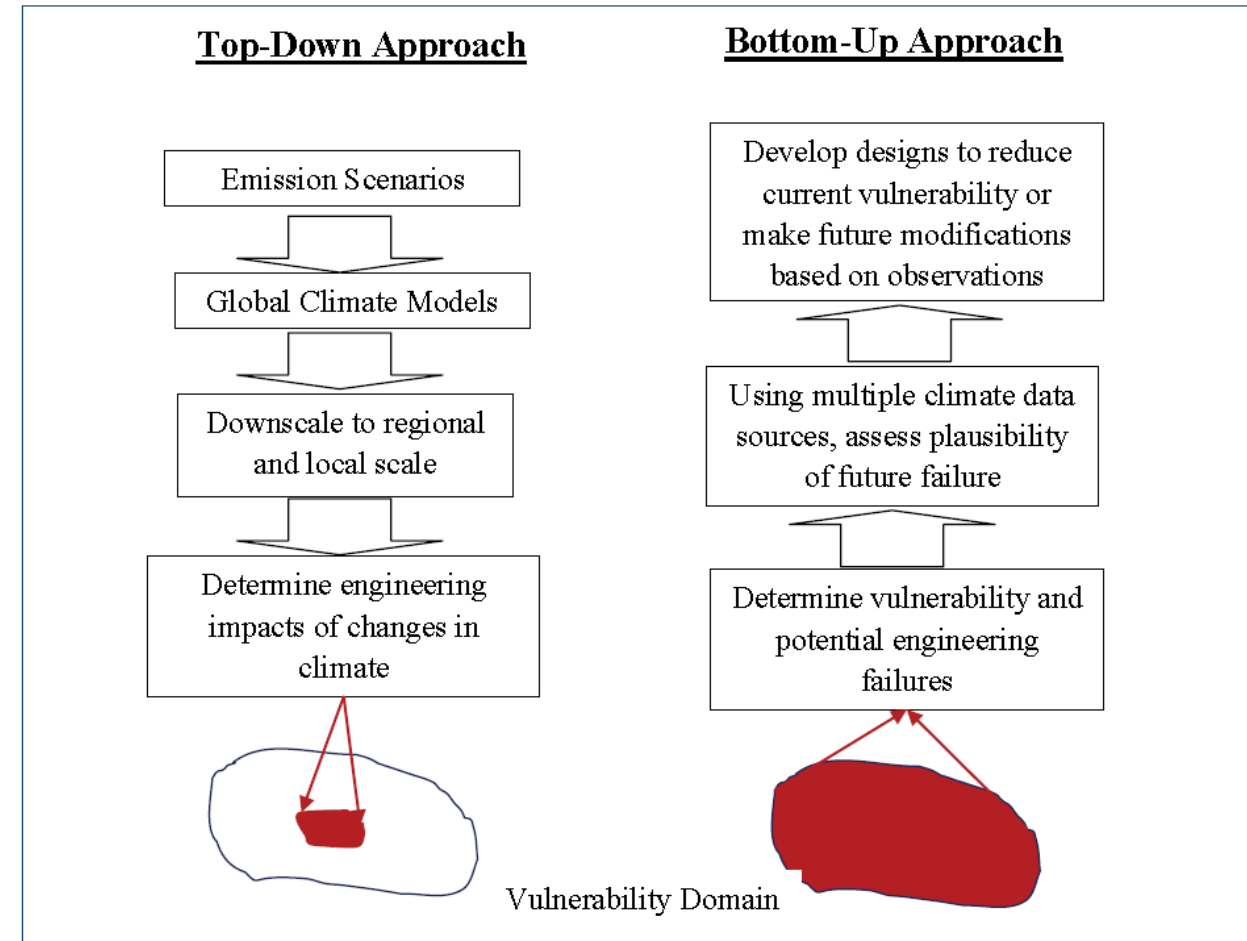 Top-Down Approach
Emission Scenarios
Global Climate Models
Downscale to regional
and local scale
Determine engineering
impacts of changes in
climate
Bottom-Up Approach
Develop designs to reduce
current vulnerability or
make future modifications
based on observations
Using multiple climate data
sources, assess plausibility
of future failure
Determine vulnerability and
potential engineering
failures
Vulnerability Domain